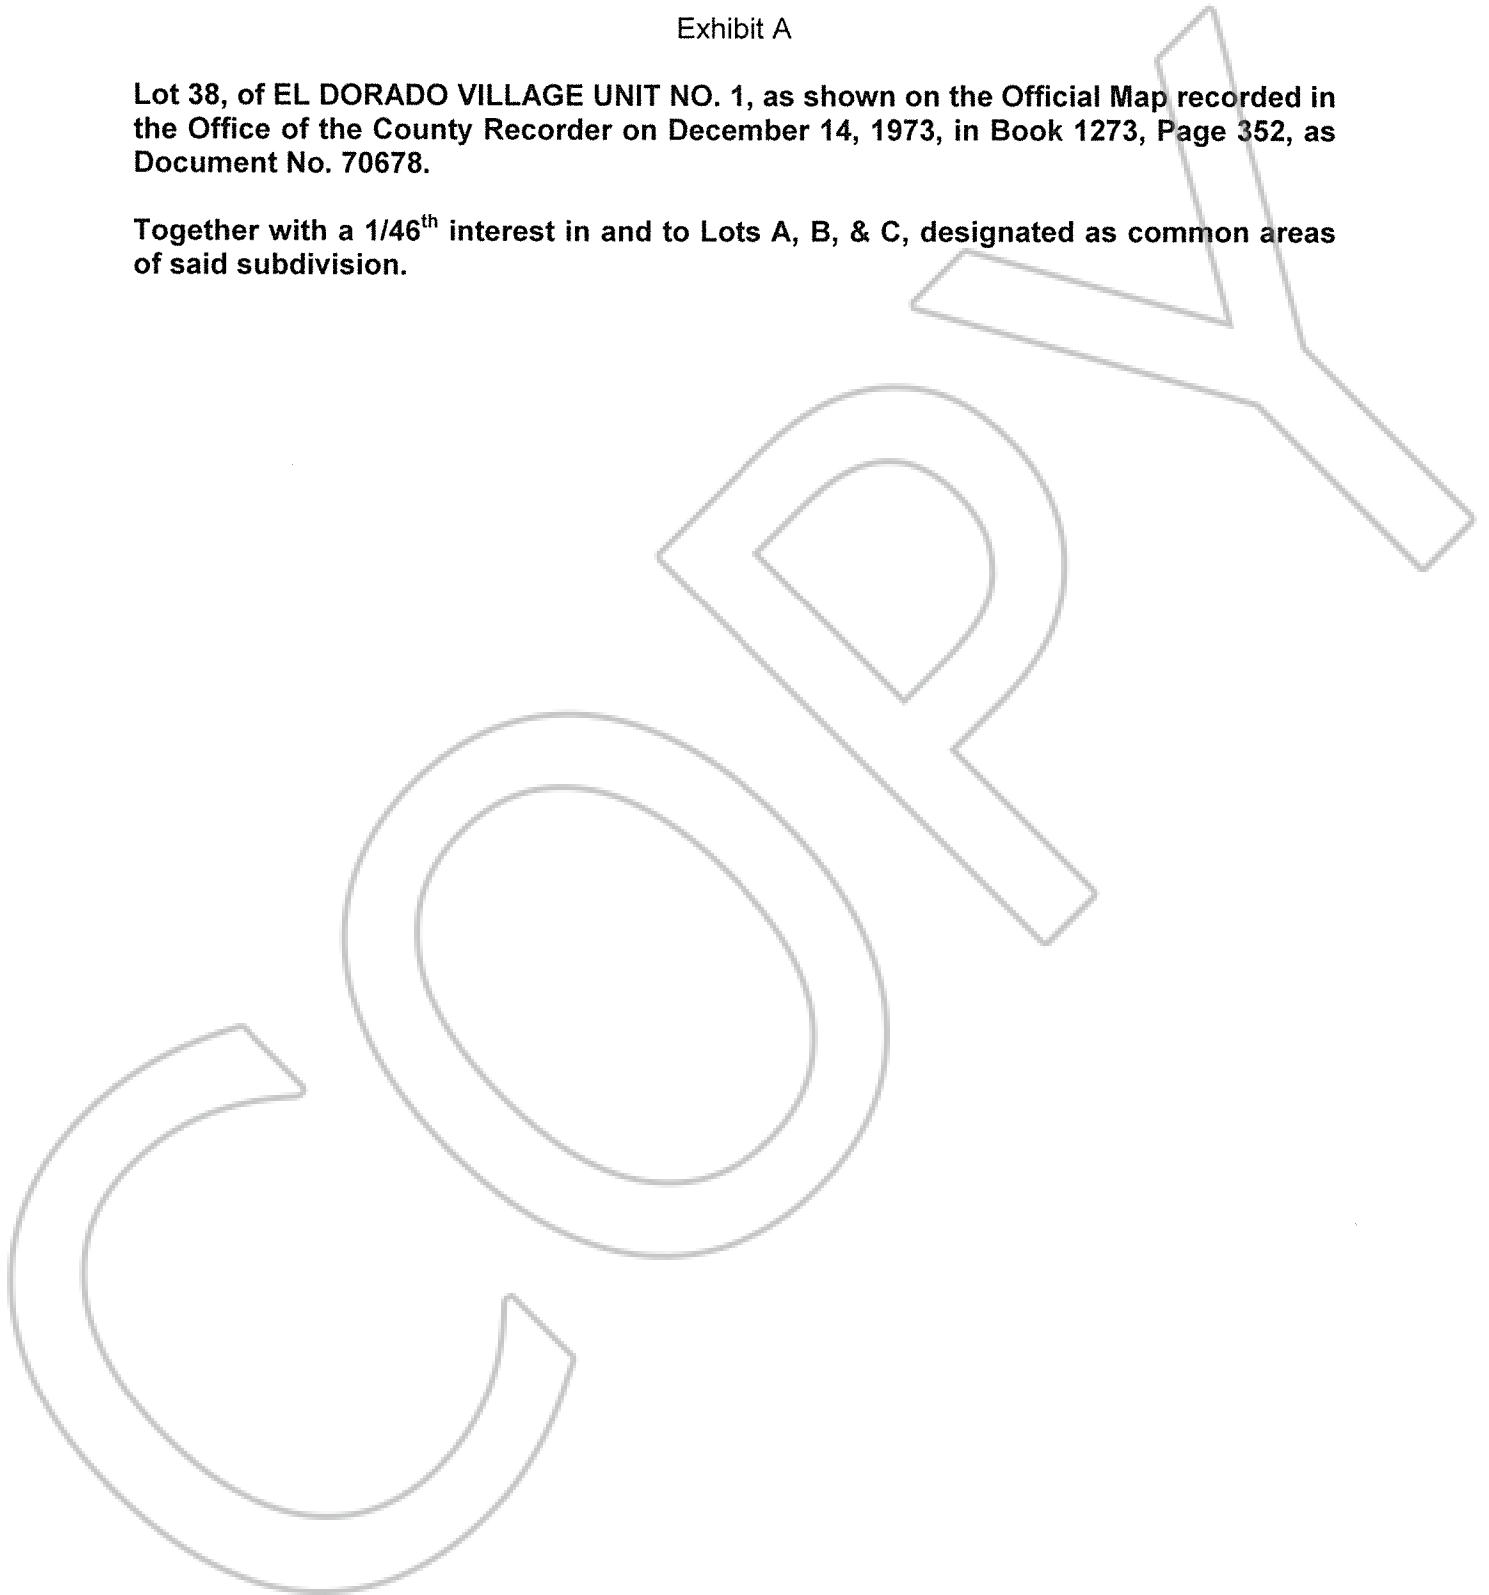 Exhibit A
Lot 38, of EL DORADO VILLAGE UNIT NO. 1, as shown on the Official Map recorded in
the Office of the County Recorder on December 14, 1973, in Book 1273, Page 352, as
Document No. 70678.
Together with a 1/46th interest in and to Lots A, B, & C, designated as common areas
of said subdivision.
COPY